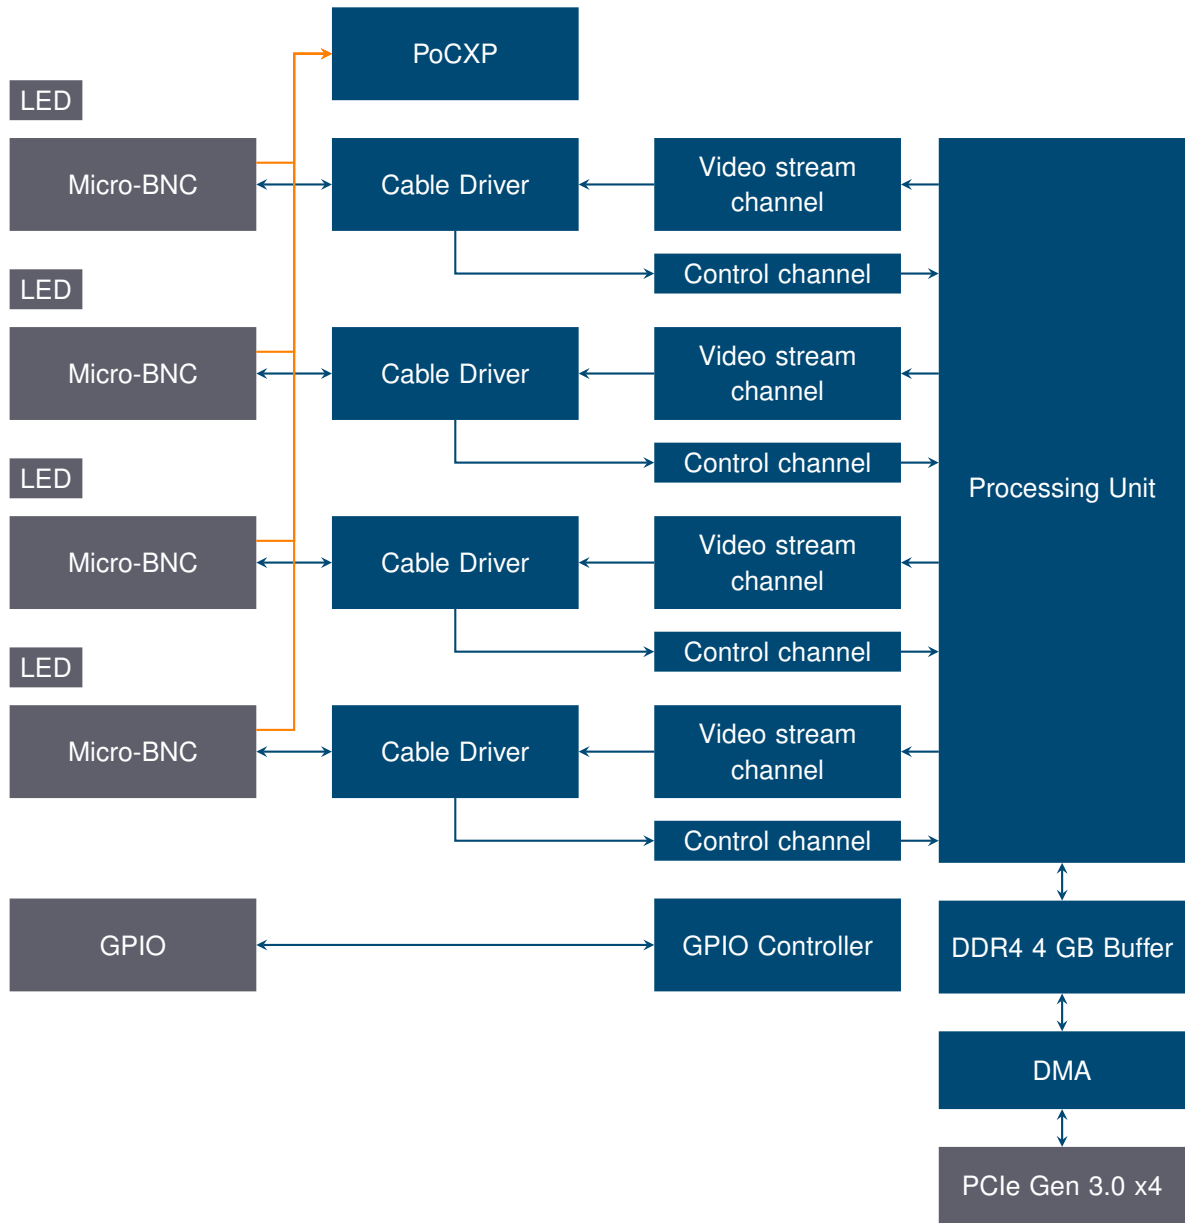 PoCXP
LED
Micro-BNC
Cable Driver
Video stream
channel
Control channel
LED
Micro-BNC
Cable Driver
Video stream
channel
Control channel
Processing Unit
LED
Micro-BNC
Cable Driver
Video stream
channel
Control channel
LED
Micro-BNC
Cable Driver
Video stream
channel
Control channel
GPIO
GPIO Controller
DDR4 4 GB Buffer
DMA
PCIe Gen 3.0 x4